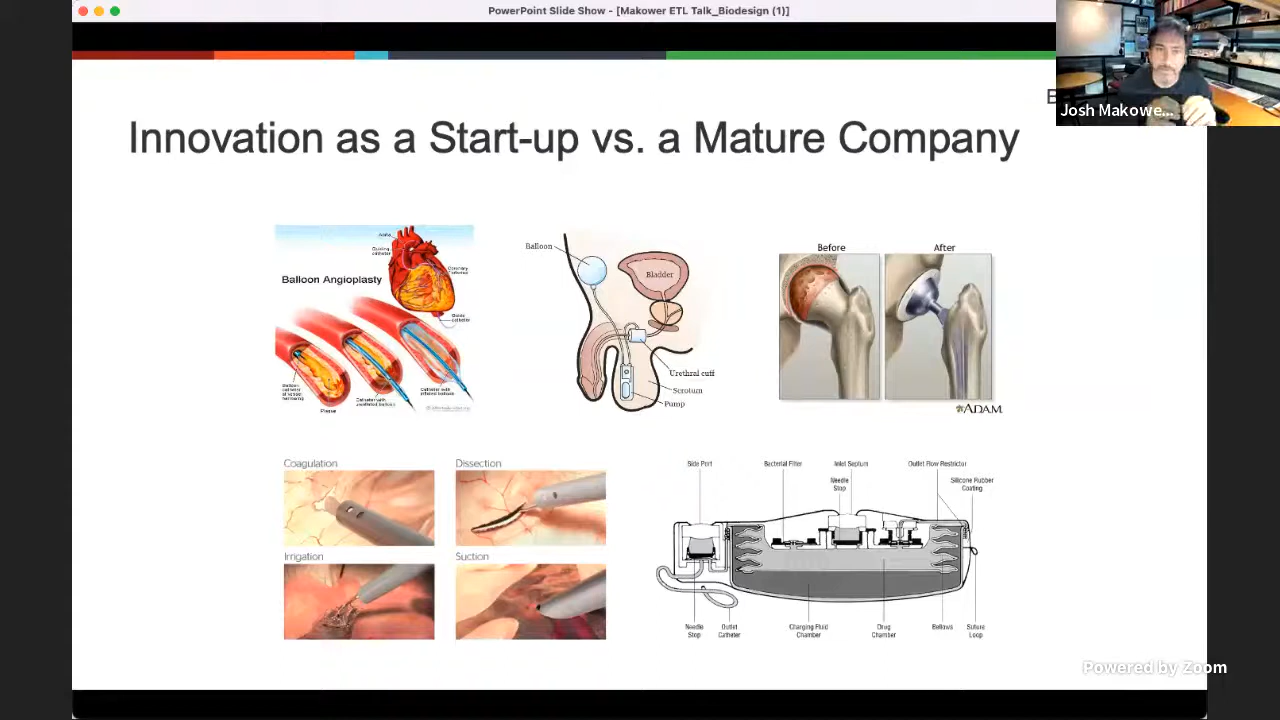 PowerPoint Slide Show - [Makower ETL Talk_Biodesign (1)]
Josh Makowe...
Innovation as a Start-up vs. a Mature Company
Balloon Angioplasty
Plaque
Balloon
Bladder
Urethral cuff
Scrotum
Pump
Before
After
ADAM.
Coagulation
Dissection
Irrigation
Suction
Side Port
Bacterial Filter
Inlet Septum
Outlet Flow Restrictor
Needle
Stop
Silicone Rubber
Coating
Needle
Stop
Outlet
Catheter
Charging Fluid
Chamber
Drug
Chamber
Bellows
Suture
Loop
Powered by Zoom